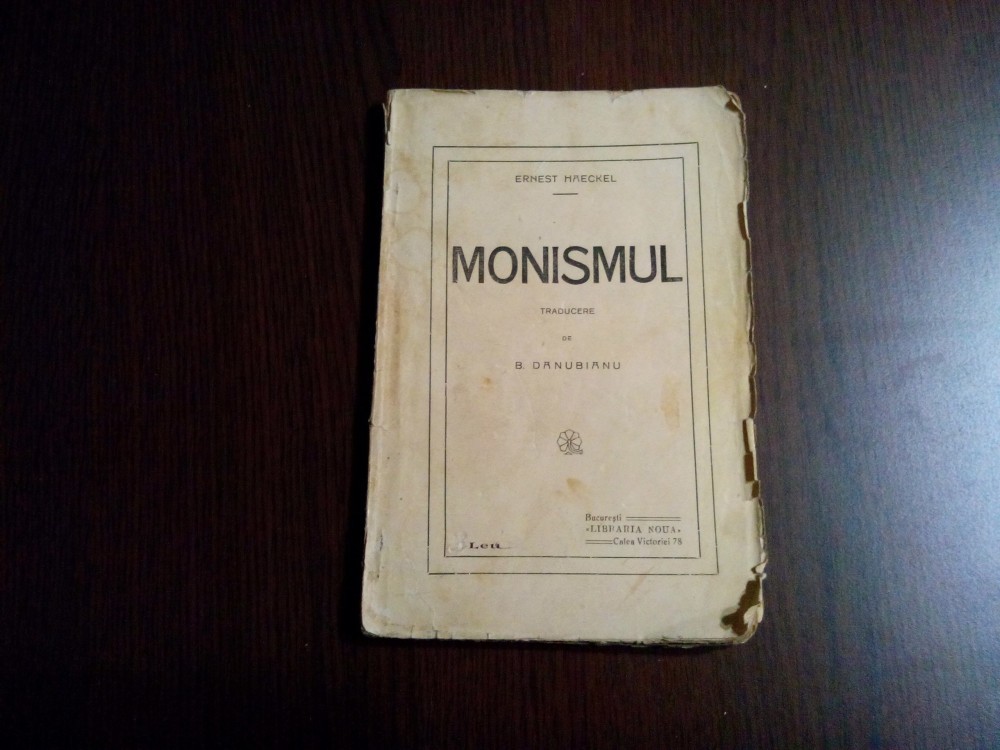 ERNEST HAECKEL
MONISMUL
TRADUCERE
DE
B. DANUBIANU
Bucureşti
«LIBRARIA NOUA»
Calea Victoriei 78
Leu